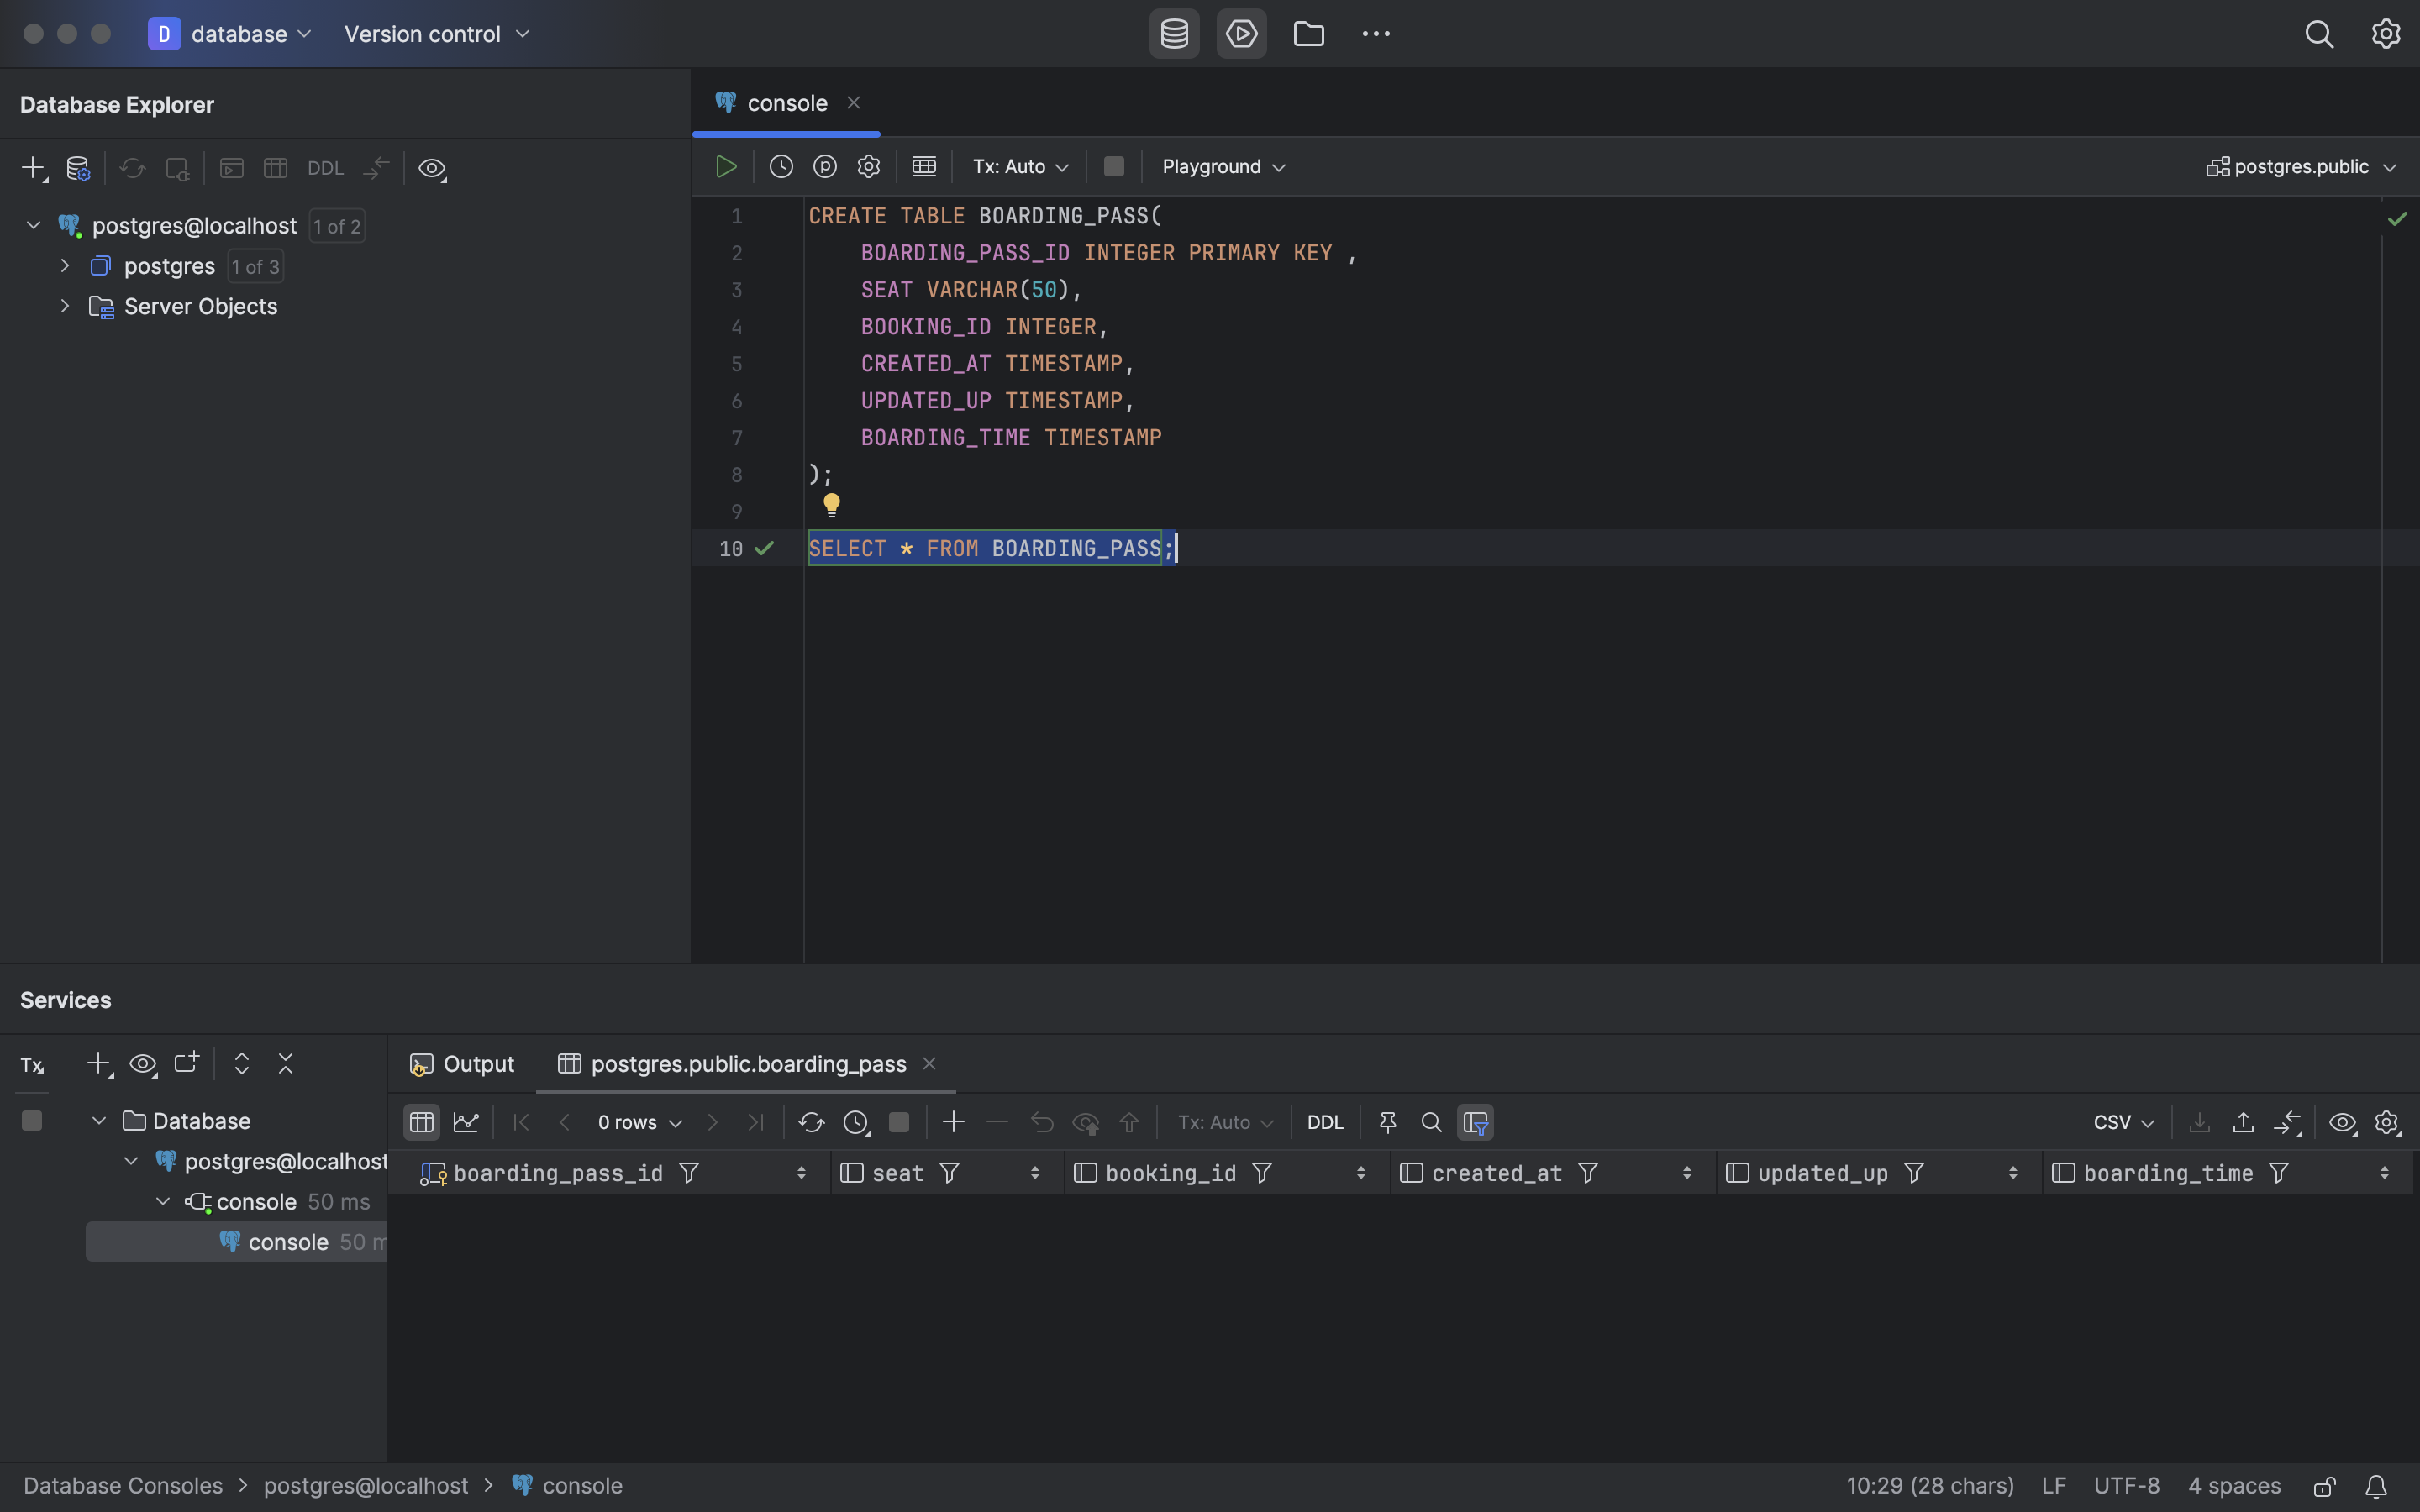 D database Version control
Database Explorer
DDL
postgres@localhost 1 of 2
postgres 1 of 3
Server Objects
console
Tx: Auto Playground postgres.public
1 CREATE TABLE BOARDING_PASS(
2 BOARDING_PASS_ID INTEGER PRIMARY KEY ,
3 SEAT VARCHAR(50),
4 BOOKING_ID INTEGER,
5 CREATED_AT TIMESTAMP,
6 UPDATED_UP TIMESTAMP,
7 BOARDING_TIME TIMESTAMP
8 );
9
10 SELECT * FROM BOARDING_PASS;
Services
Tx
Database
postgres@localhost
console 50 ms
console 50 m
Output postgres.public.boarding_pass
0 rows Tx: Auto DDL CSV
boarding_pass_id seat booking_id created_at updated_up boarding_time
Database Consoles > postgres@localhost > console
10:29 (28 chars) LF UTF-8 4 spaces